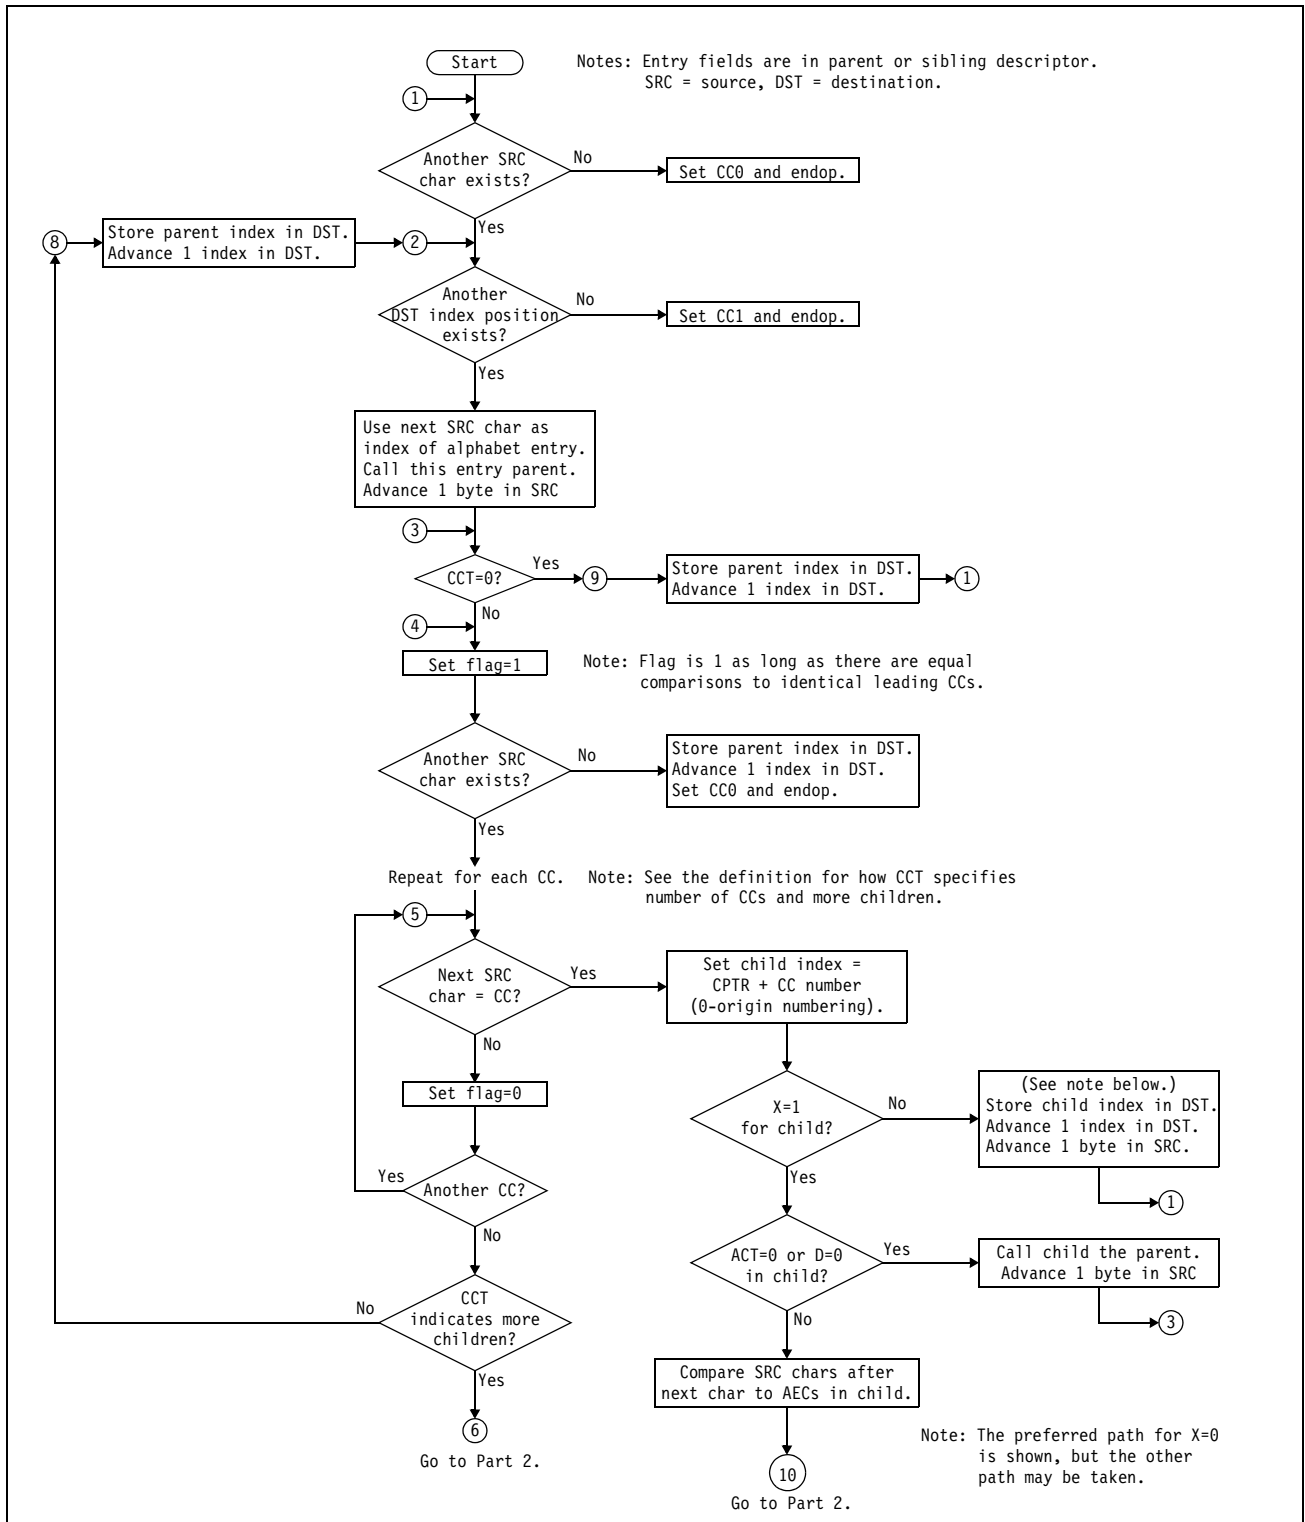 Start
Notes: Entry fields are in parent or sibling descriptor.
SRC = source, DST = destination.
1
Another SRC
char exists?
No
Set CC0 and endop.
Yes
8
Store parent index in DST.
Advance 1 index in DST.
2
Another
DST index position
exists?
No
Set CC1 and endop.
Yes
Use next SRC char as
index of alphabet entry.
Call this entry parent.
Advance 1 byte in SRC
3
CCT=0?
Yes
9
Store parent index in DST.
Advance 1 index in DST.
1
No
4
Set flag=1
Note: Flag is 1 as long as there are equal
comparisons to identical leading CCs.
Another SRC
char exists?
No
Store parent index in DST.
Advance 1 index in DST.
Set CC0 and endop.
Yes
Repeat for each CC.
Note: See the definition for how CCT specifies
number of CCs and more children.
5
Next SRC
char = CC?
Yes
Set child index =
CPTR + CC number
(0-origin numbering).
No
Set flag=0
X=1
for child?
No
(See note below.)
Store child index in DST.
Advance 1 index in DST.
Advance 1 byte in SRC.
1
Yes
Another CC?
Yes
No
ACT=0 or D=0
in child?
Yes
Call child the parent.
Advance 1 byte in SRC
3
No
CCT
indicates more
children?
No
Yes
6
Go to Part 2.
Compare SRC chars after
next char to AECs in child.
10
Go to Part 2.
Note: The preferred path for X=0
is shown, but the other
path may be taken.